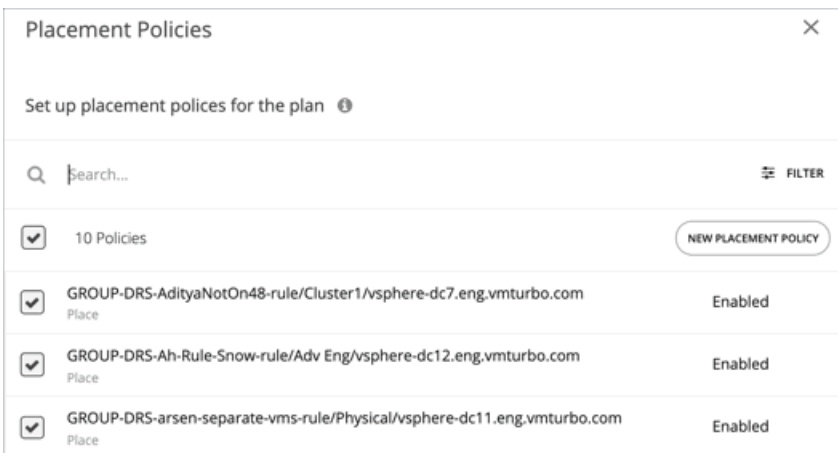 Placement Policies
Set up placement polices for the plan
Search...
FILTER
10 Policies
NEW PLACEMENT POLICY
GROUP-DRS-AdityaNotOn48-rule/Cluster1/vsphere-dc7.eng.vmturbo.com
Enabled
Place
GROUP-DRS-Ah-Rule-Snow-rule/Adv Eng/vsphere-dc12.eng.vmturbo.com
Enabled
Place
GROUP-DRS-arsen-separate-vms-rule/Physical/vsphere-dc11.eng.vmturbo.com
Enabled
Place